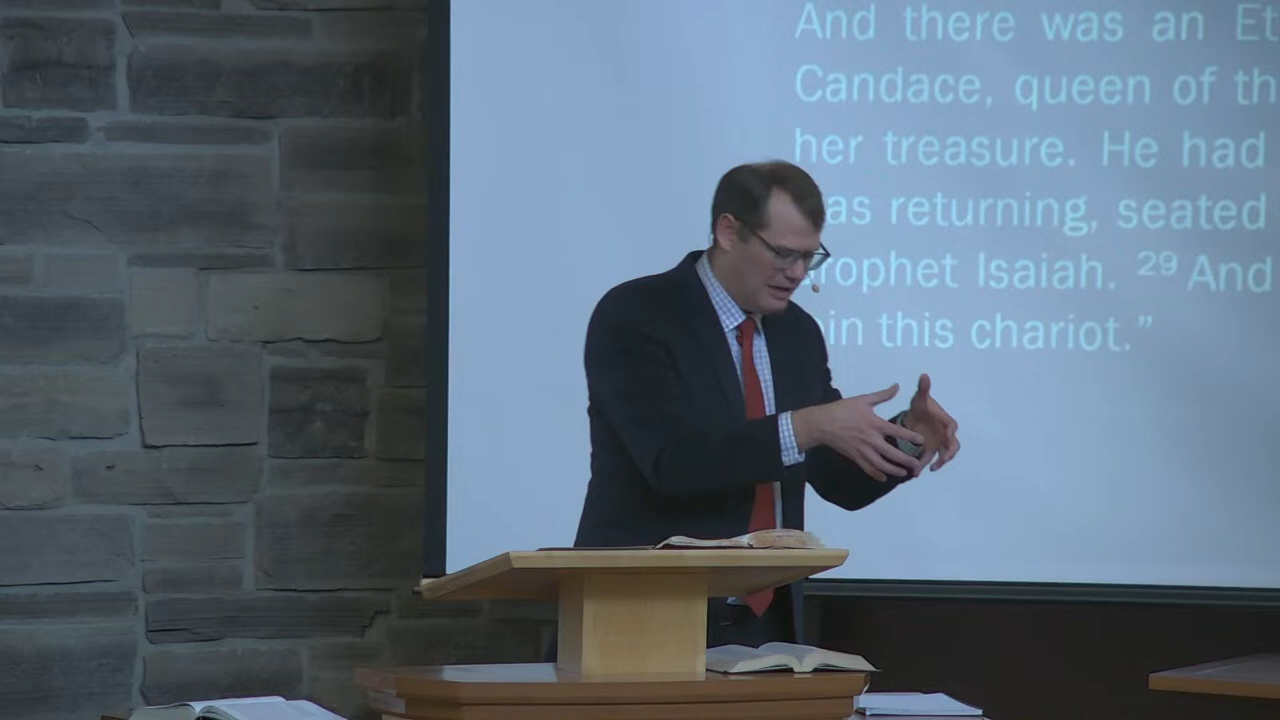 And there was an Et
Candace, queen of th
her treasure. He had
as returning, seated
rophet Isaiah. 29 And
in this chariot.”